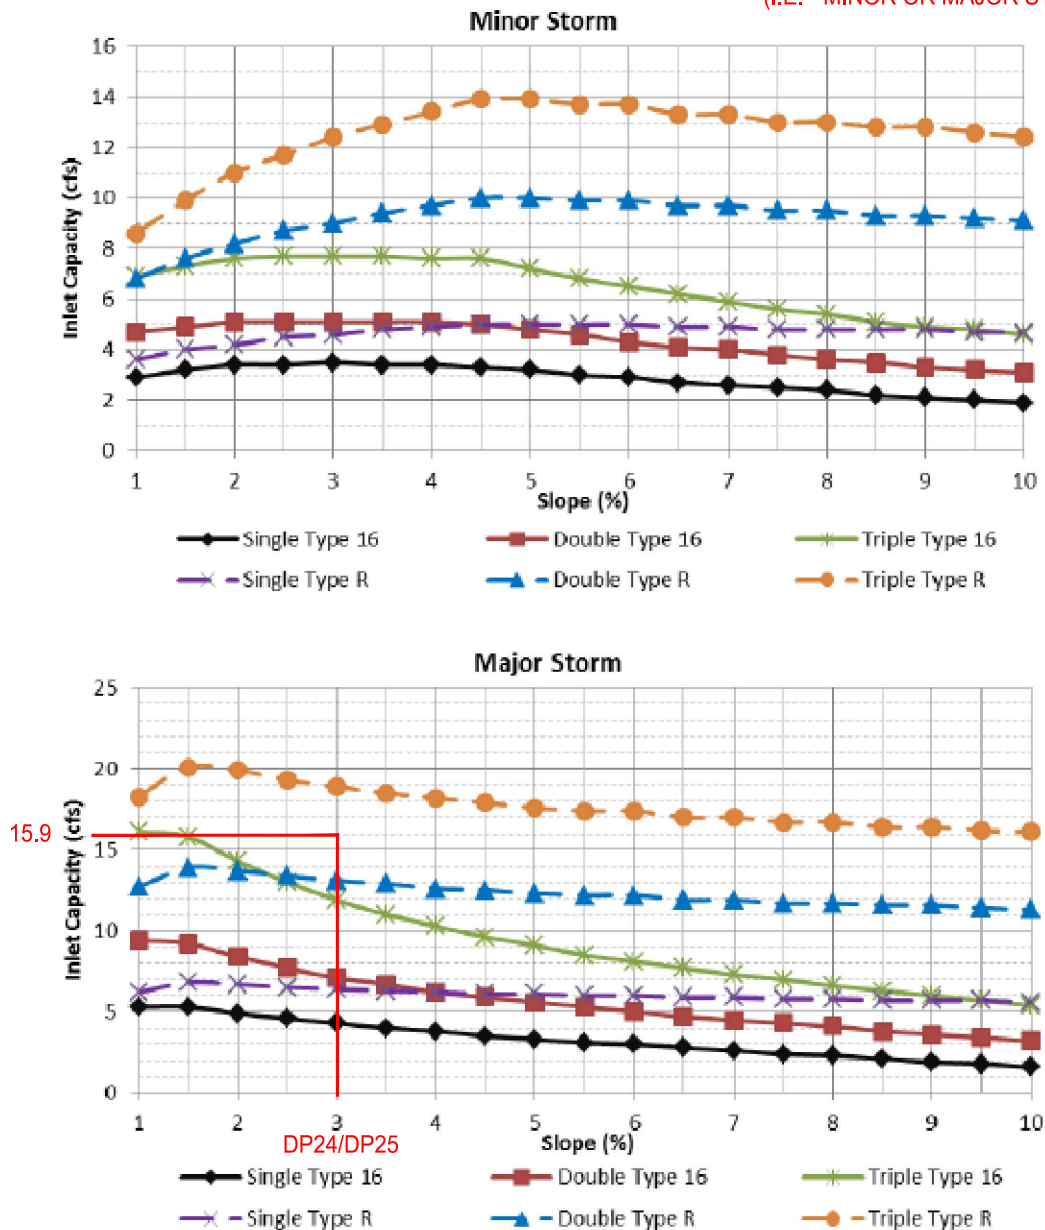 Minor Storm
16
14
12
10
8
6
4
2
0
Inlet Capacity (cfs)
1 2 3 4 5 6 7 8 9 10
Slope (%)
Single Type 16 Double Type 16 Triple Type 16
Single Type R Double Type R Triple Type R
Major Storm
25
20
15.9
15
10
5
0
Inlet Capacity (cfs)
1 2 3 4 5 6 7 8 9 10
DP24/DP25
Slope (%)
Single Type 16 Double Type 16 Triple Type 16
Single Type R Double Type R Triple Type R